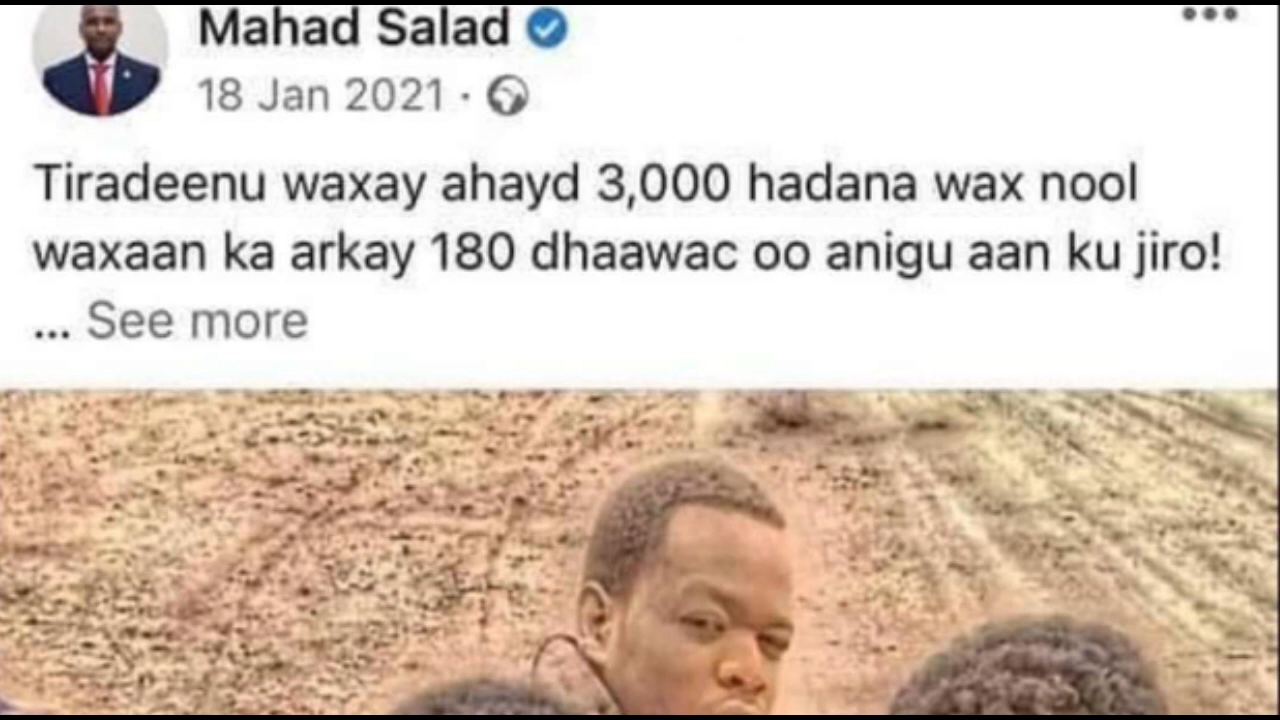 Mahad Salad
18 Jan 2021 ·
Tiradeenu waxay ahayd 3,000 hadana wax nool
waxaan ka arkay 180 dhaawac oo anigu aan ku jiro!
... See more